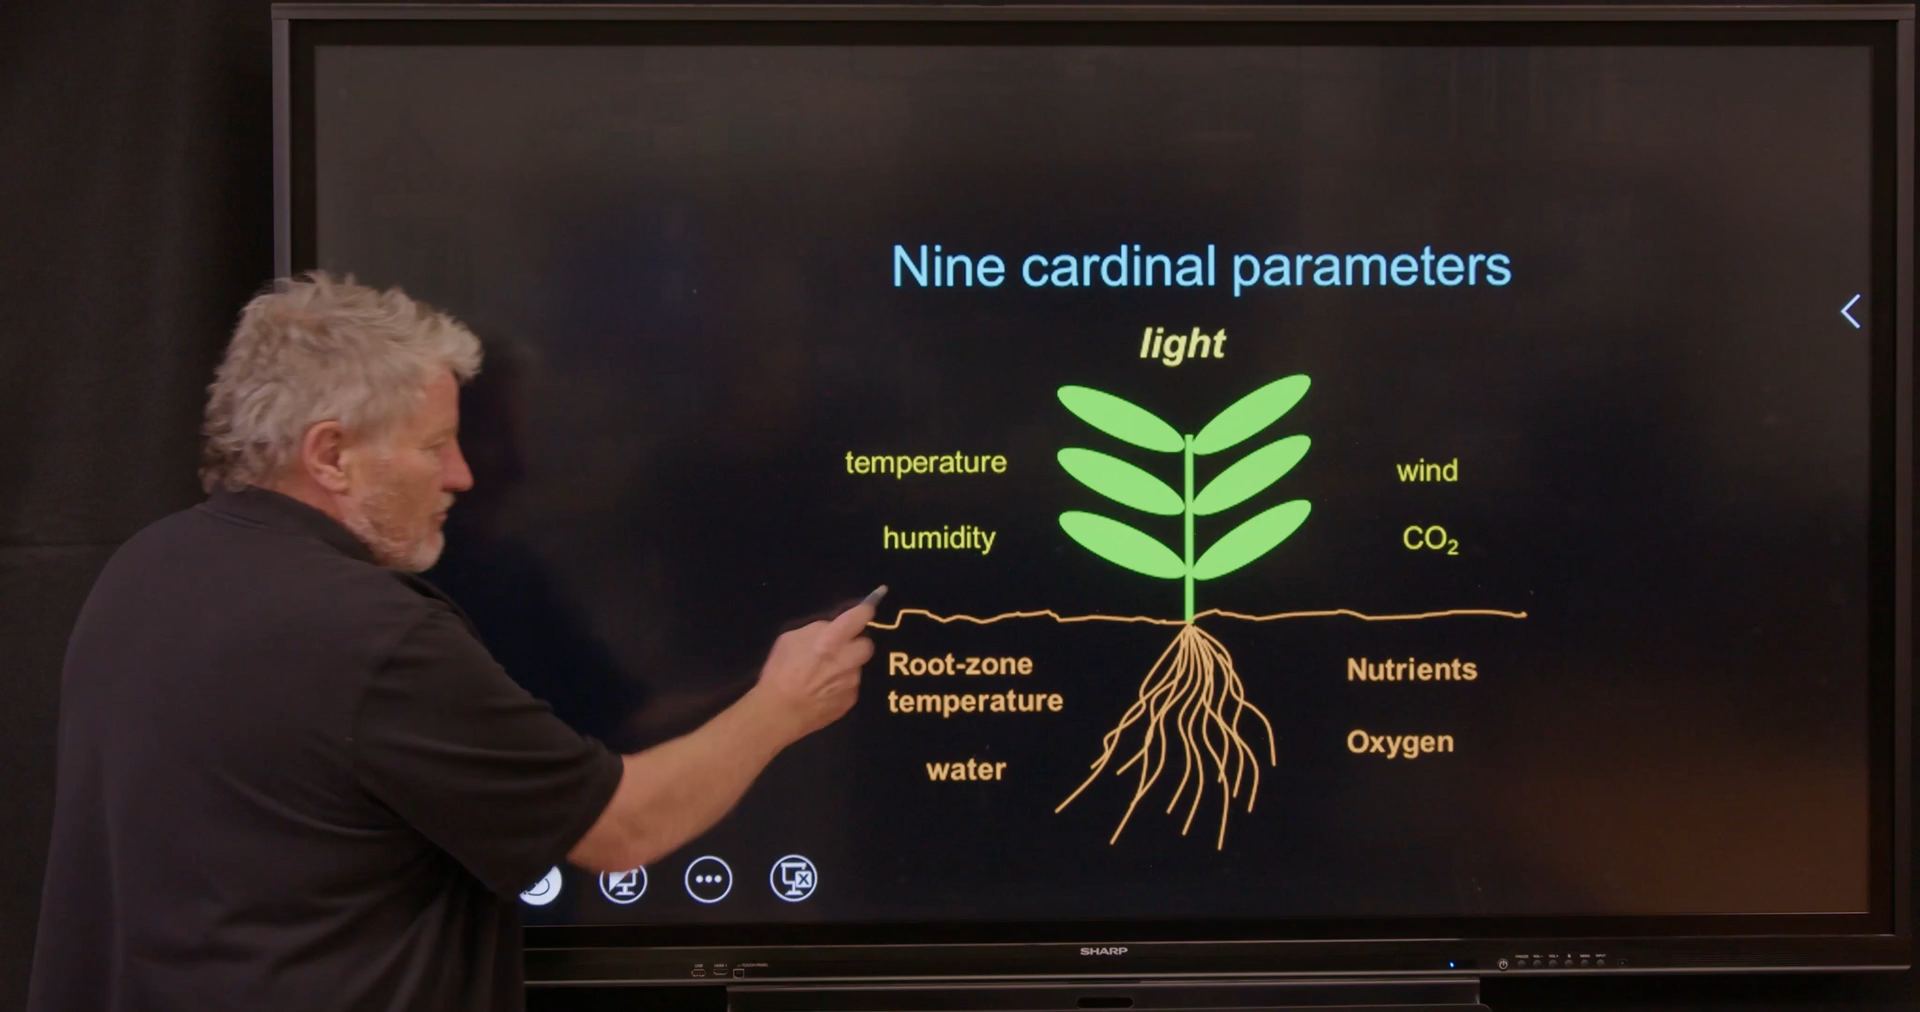 Nine cardinal parameters
light
temperature
wind
humidity
CO₂
Root-zone
temperature
Nutrients
Oxygen
water
SHARP